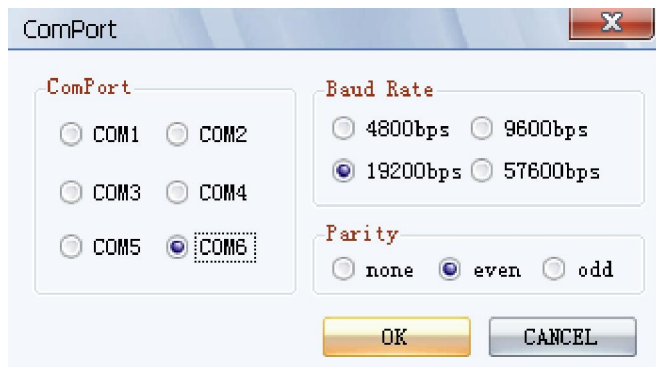 ComPort
ComPort
COM1 COM2
COM3 COM4
COM5 COM6
Baud Rate
4800bps 9600bps
19200bps 57600bps
Parity
none even odd
OK CANCEL